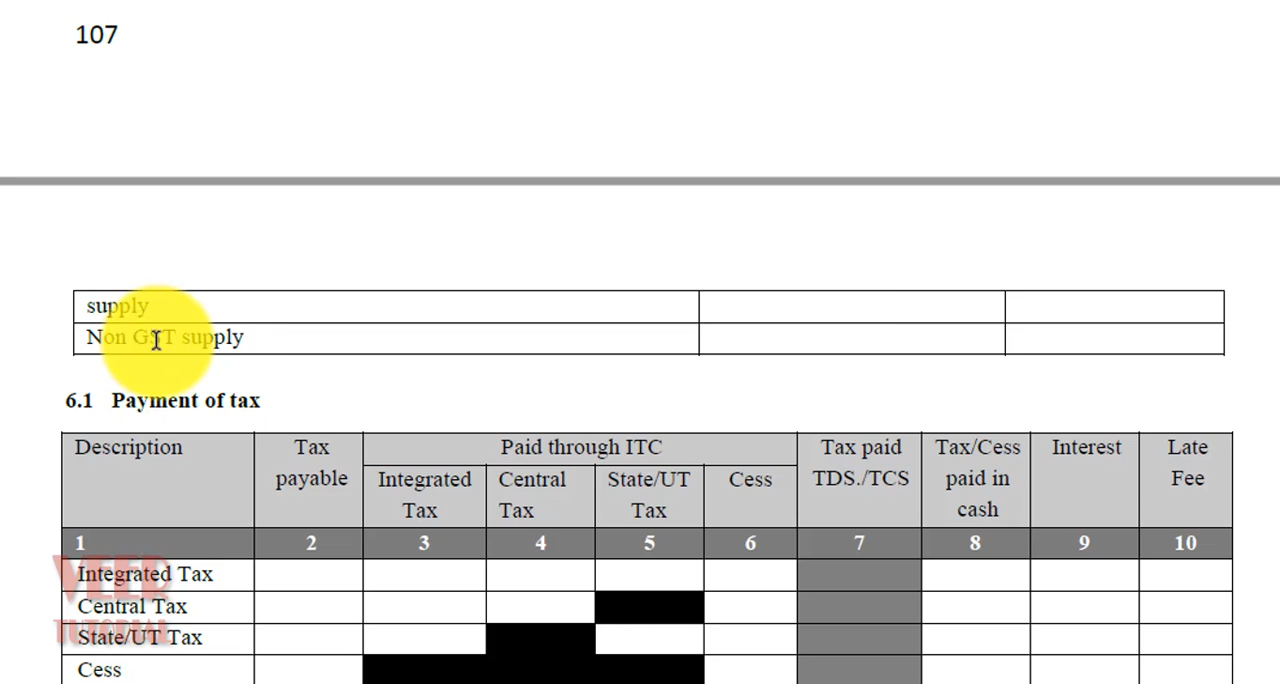 107
supply
Non GST supply
6.1 Payment of tax
Description Tax payable Paid through ITC Tax paid TDS./TCS Tax/Cess paid in cash Interest Late Fee
Integrated Tax Central Tax State/UT Tax Cess
1 2 3 4 5 6 7 8 9 10
Integrated Tax
Central Tax
State/UT Tax
Cess
VEER
TUTORIAL